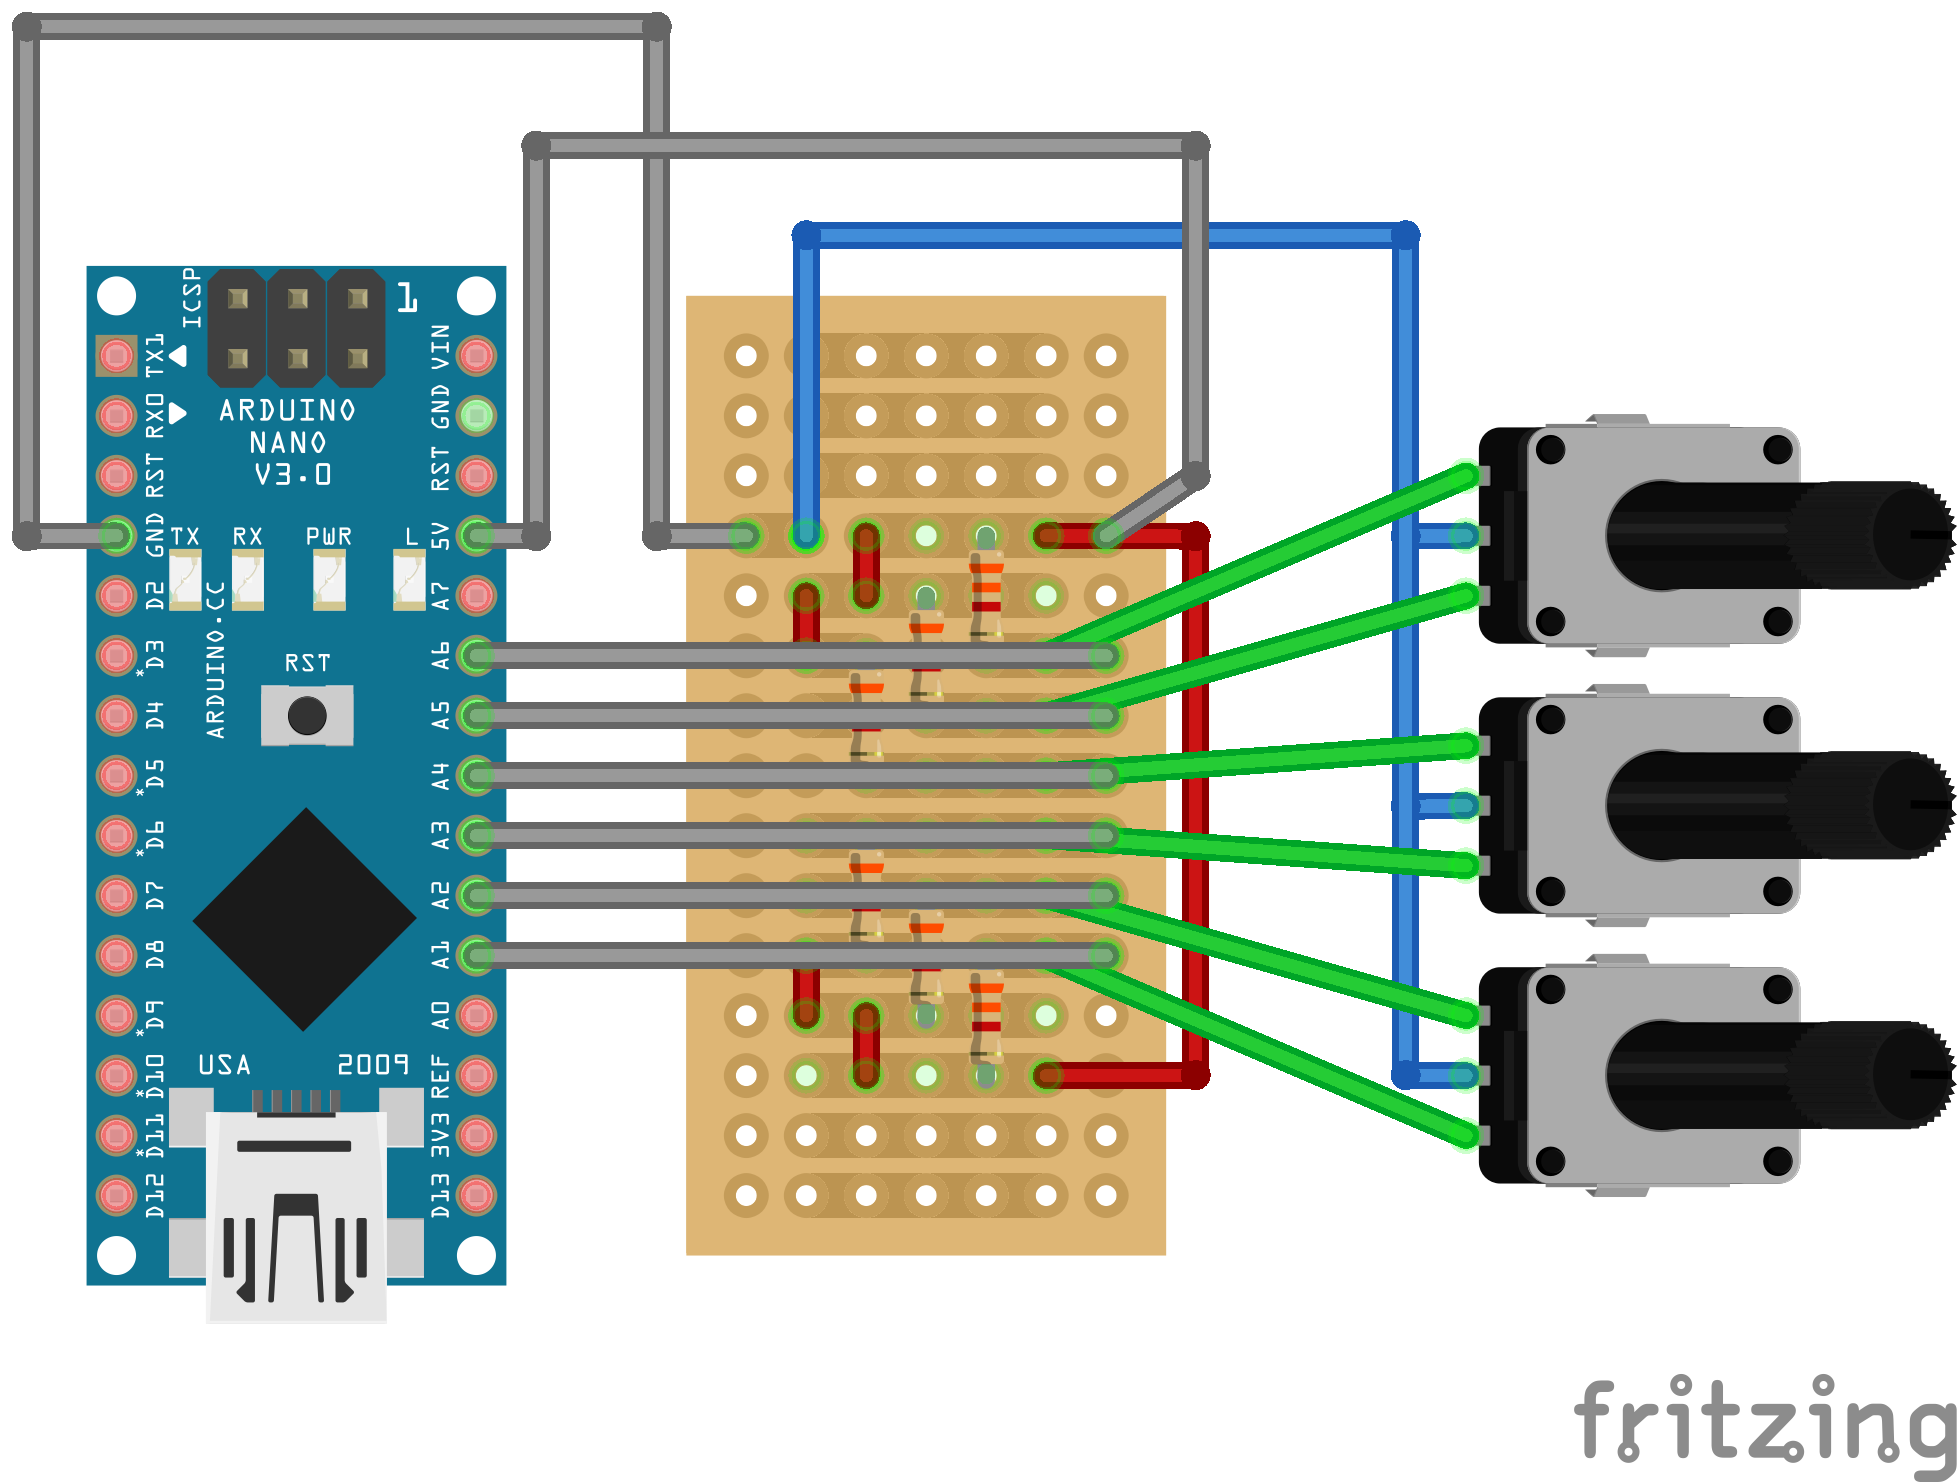 ICSP
1
TX1
RX0
RST
GND
D2
*D3
D4
*D5
*D6
D7
D8
*D9
*D10
*D11
D12
VIN
GND
RST
5V
A7
A6
A5
A4
A3
A2
A1
A0
REF
3V3
D13
ARDUINO
NANO
V3.0
TX RX PWR L
ARDUINO.CC
RST
USA 2009
fritzing